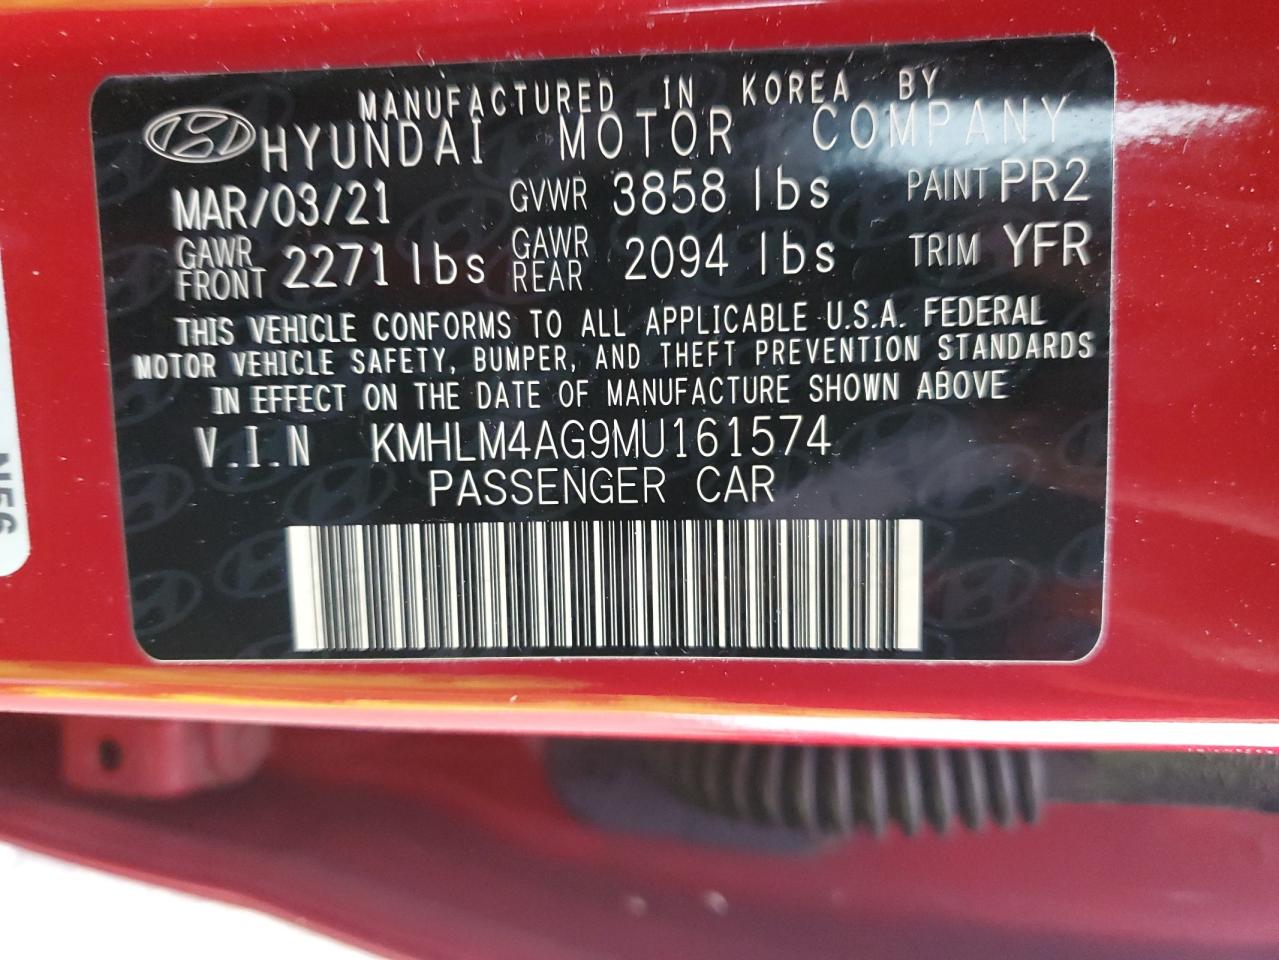 MANUFACTURED IN KOREA BY
HYUNDAI MOTOR COMPANY
MAR/03/21 GVWR 3858 lbs PAINT PR2
GAWR FRONT 2271 lbs GAWR REAR 2094 lbs TRIM YFR
THIS VEHICLE CONFORMS TO ALL APPLICABLE U.S.A. FEDERAL
MOTOR VEHICLE SAFETY, BUMPER, AND THEFT PREVENTION STANDARDS
IN EFFECT ON THE DATE OF MANUFACTURE SHOWN ABOVE
V.I.N KMHLM4AG9MU161574
PASSENGER CAR